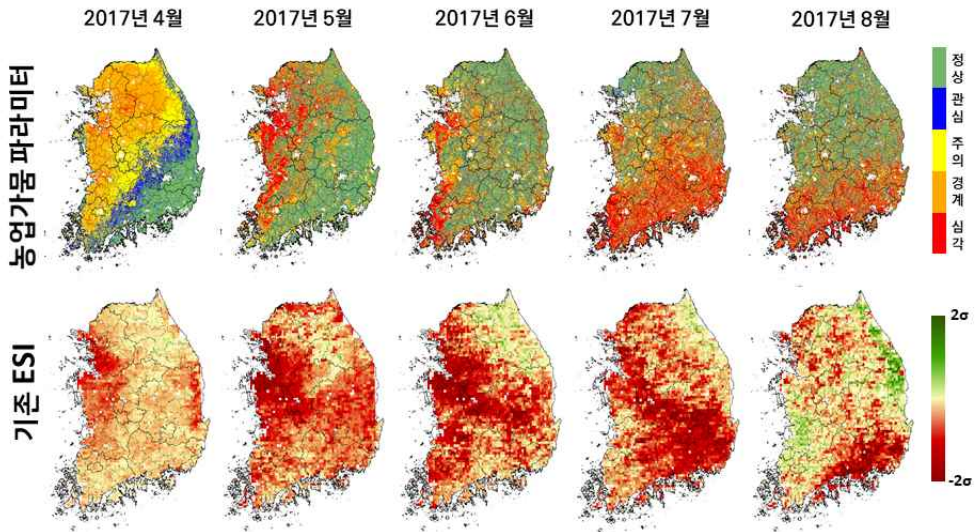 2017년 4월
2017년 5월
2017년 6월
2017년 7월
2017년 8월
농업가뭄 파라미터
정상
관심
주의
경계
심각
기존 ESI
2σ
-2σ